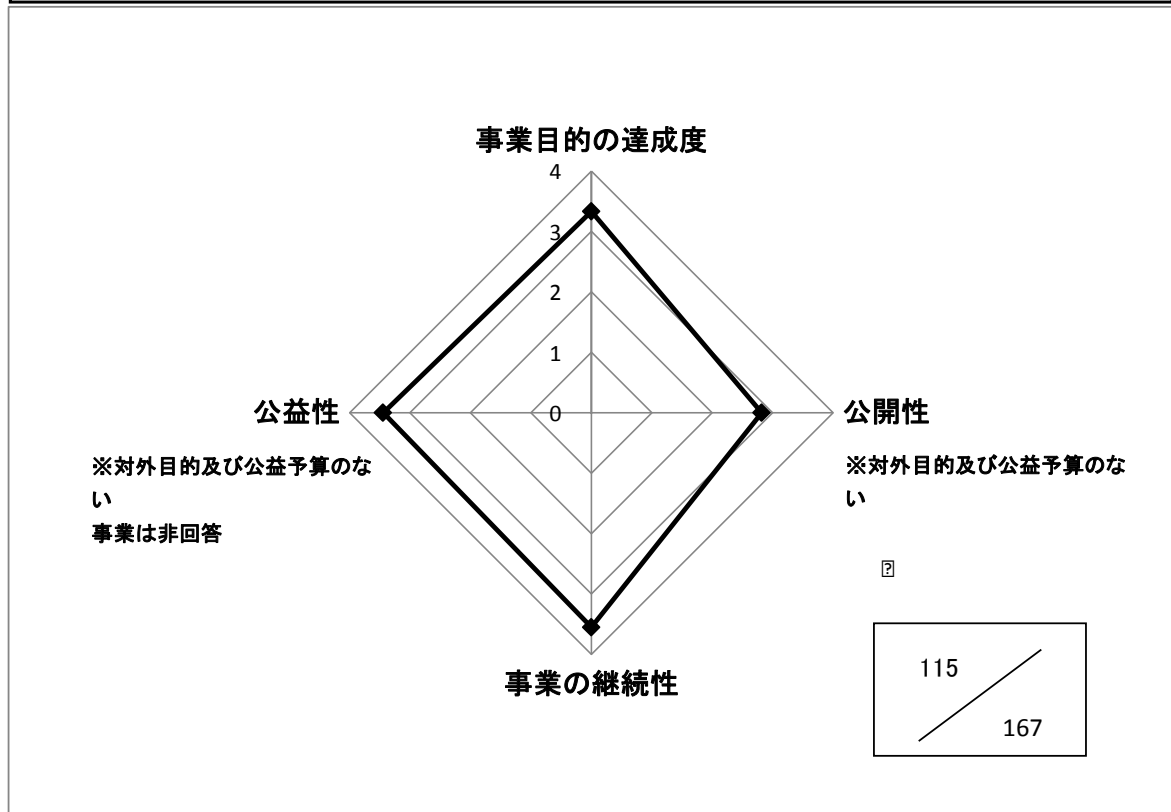 事業目的の達成度
4
3
2
1
0
公益性
※対外目的及び公益予算のな
い
事業は非回答
公開性
※対外目的及び公益予算のな
い
事業の継続性
115
167